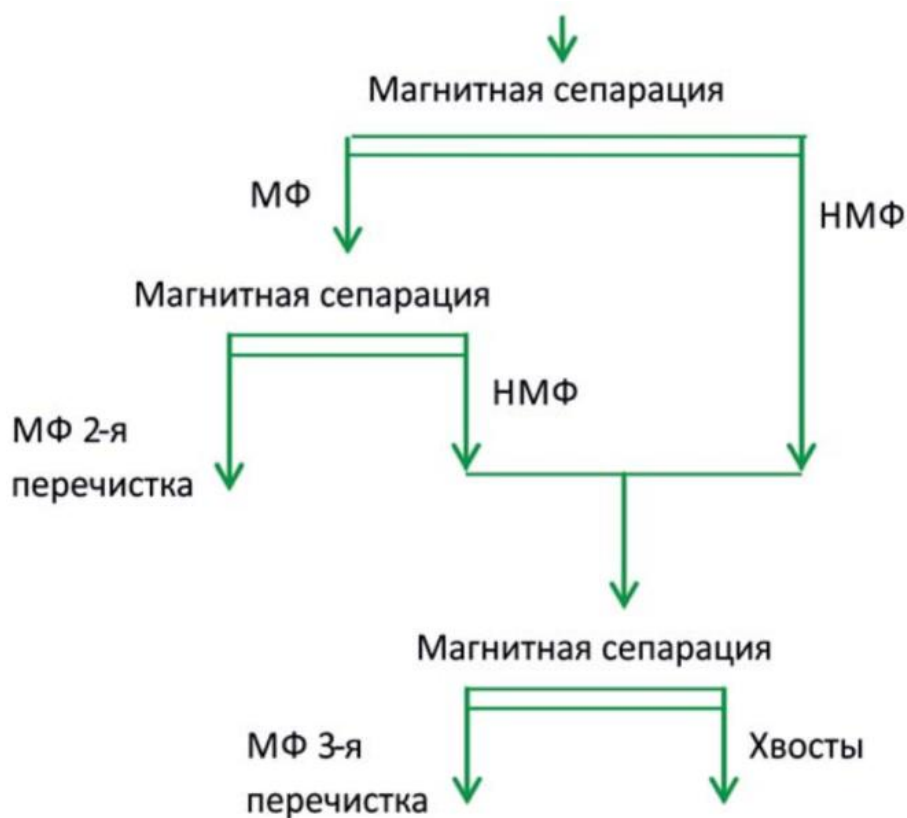 Магнитная сепарация
МФ
НМФ
Магнитная сепарация
НМФ
МФ 2-я
перечистка
Магнитная сепарация
МФ 3-я
перечистка
Хвосты